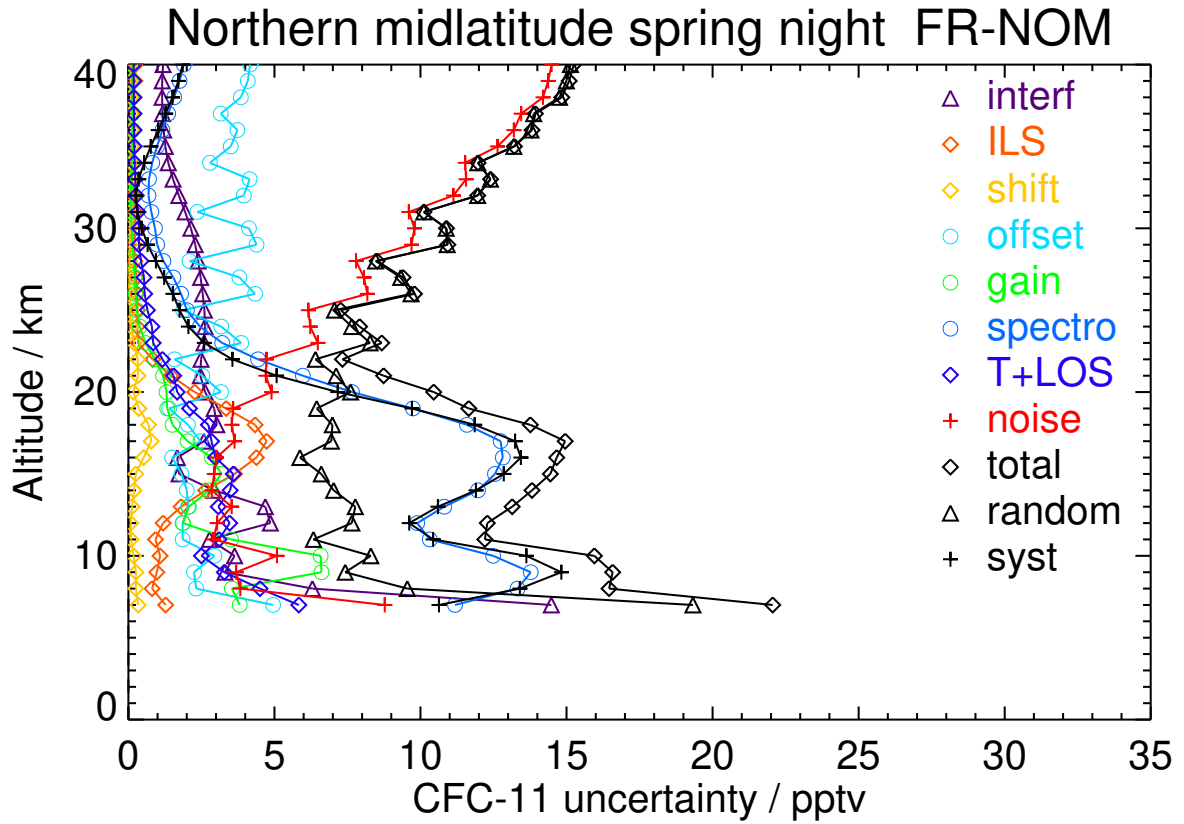 Northern midlatitude spring night FR-NOM
40
30
20
10
0
Altitude / km
interf
ILS
shift
offset
gain
spectro
T+LOS
noise
total
random
syst
0 5 10 15 20 25 30 35
CFC-11 uncertainty / pptv